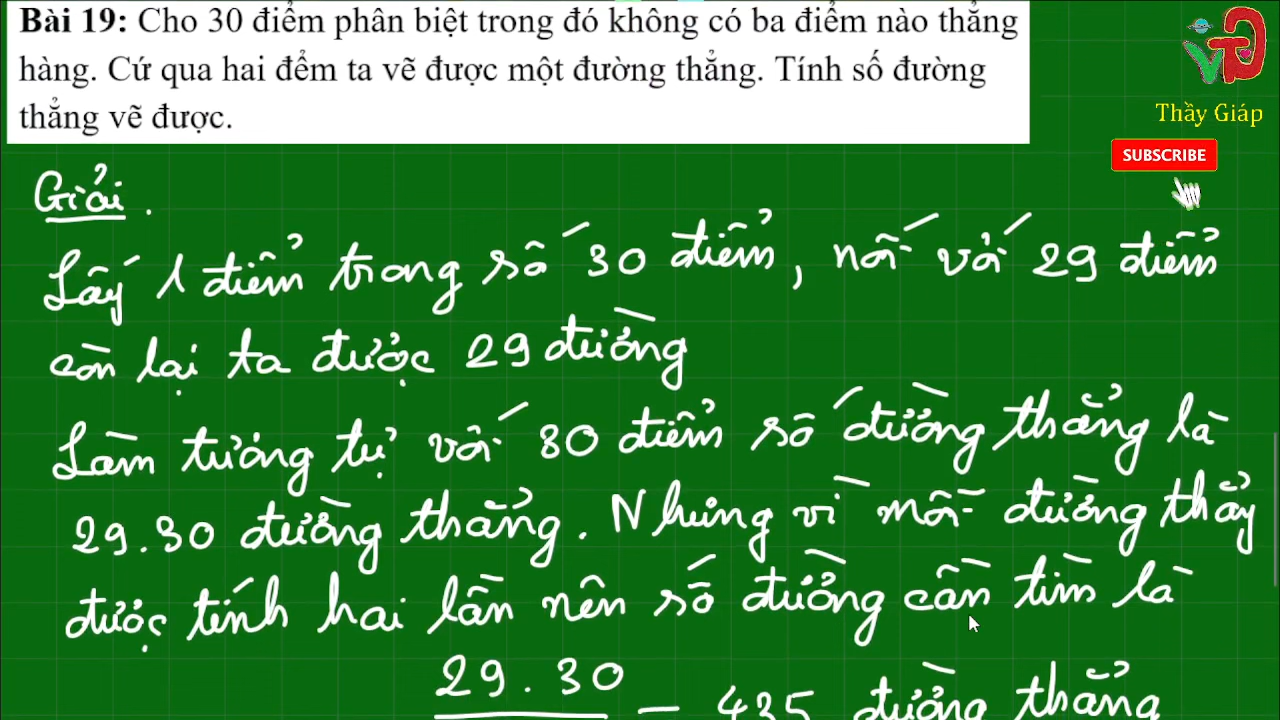 Bài 19: Cho 30 điểm phân biệt trong đó không có ba điểm nào thẳng
hàng. Cứ qua hai đểm ta vẽ được một đường thẳng. Tính số đường
thẳng vẽ được.
Thầy Giáp
SUBSCRIBE
Giải.
Lấy 1 điểm trong số 30 điểm, nối với 29 điểm
còn lại ta được 29 đường
Làm tương tự với 30 điểm số đường thẳng là
29.30 đường thẳng. Nhưng vì mỗi đường thẳng
được tính hai lần nên số đường cần tìm là
29.30
= 435 đường thẳng